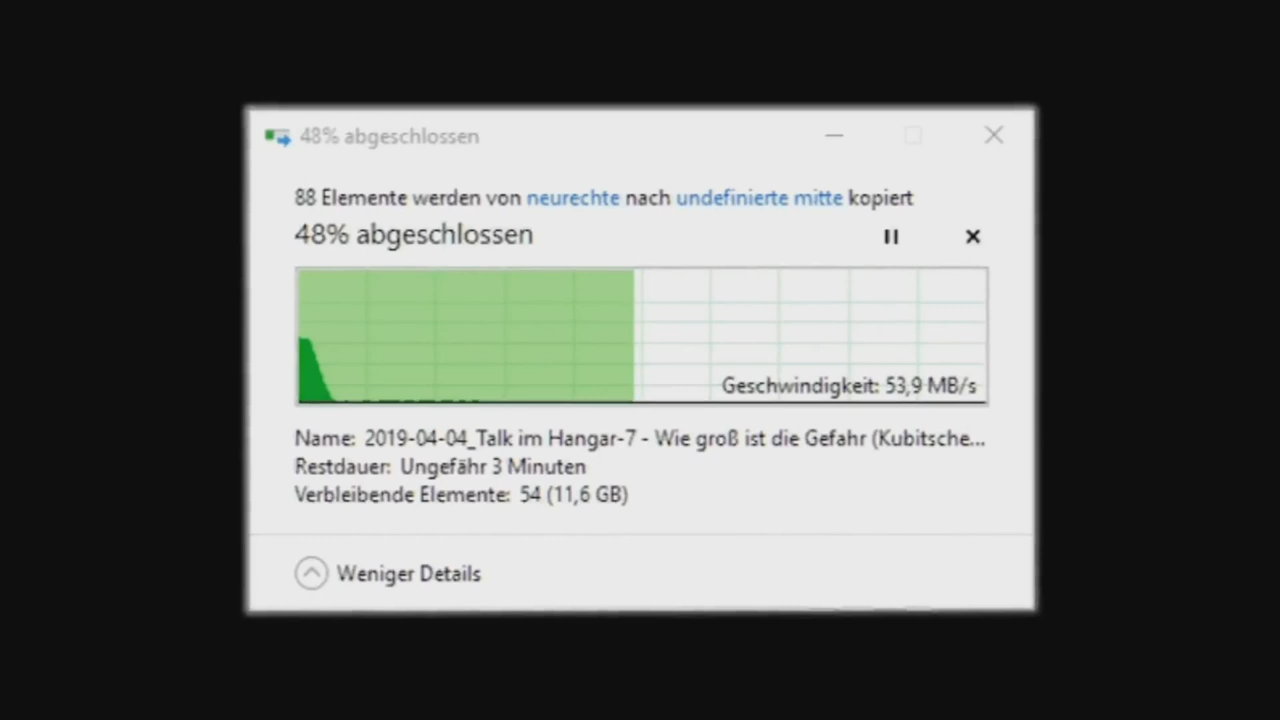 48% abgeschlossen
88 Elemente werden von neurechte nach undefinierte mitte kopiert
48% abgeschlossen
Geschwindigkeit: 53,9 MB/s
Name: 2019-04-04_Talk im Hangar-7 - Wie groß ist die Gefahr (Kubitsche...
Restdauer: Ungefähr 3 Minuten
Verbleibende Elemente: 54 (11,6 GB)
Weniger Details